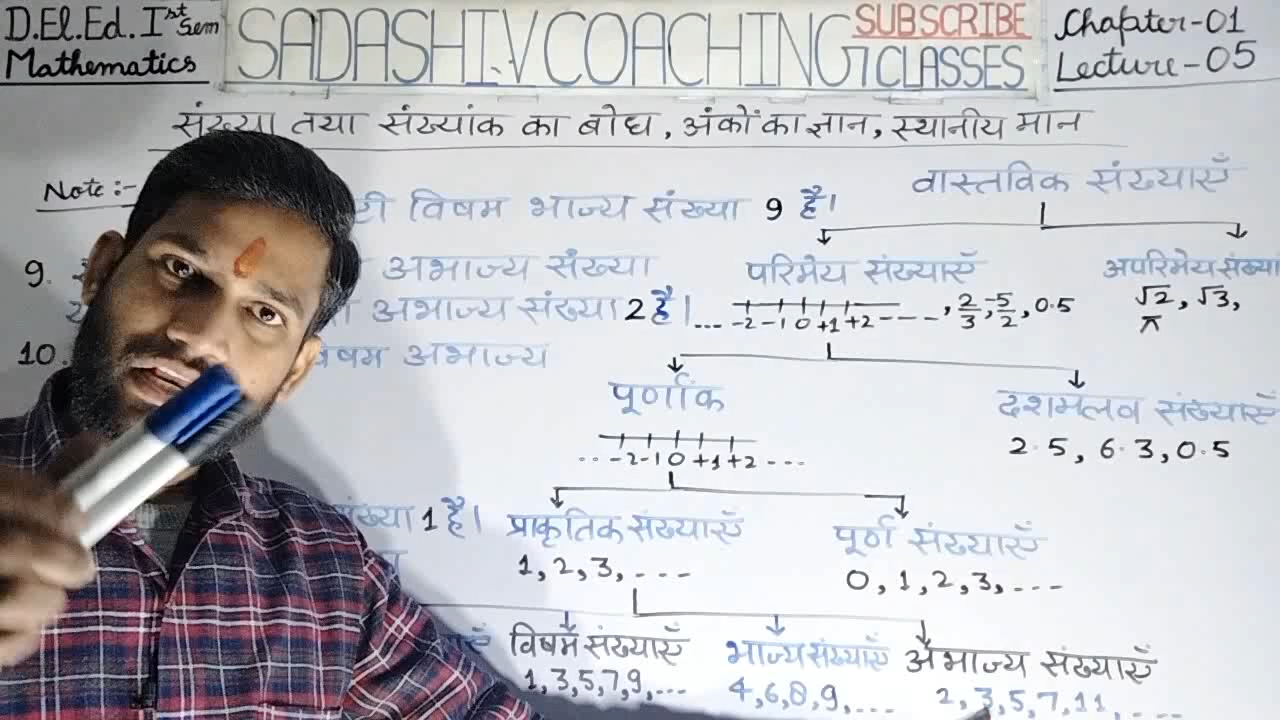 D.El.Ed. Ist Sem
Mathematics
SADASHIV COACHING CLASSES
SUBSCRIBE
Chapter-01
Lecture-05
संख्या तथा संख्यांक का बोध, अंकों का ज्ञान, स्थानीय मान
Note :-
विषम भाज्य संख्या 9 है।
9.
अभाज्य संख्या
अभाज्य संख्या 2 है।
10.
अभाज्य
1 है।
वास्तविक संख्याएँ
परिमेय संख्याएँ
... -2 -1 0 +1 +2 ----, 2/3, -5/2, 0.5
अपरिमेय संख्या
√2, √3,
π
पूर्णांक
.. -2 -1 0 +1 +2 ...
दशमलव संख्याएँ
2.5, 6.3, 0.5
प्राकृतिक संख्याएँ
1, 2, 3, ----
पूर्ण संख्याएँ
0, 1, 2, 3, ----
विषम संख्याएँ
1, 3, 5, 7, 9, ...
भाज्य संख्याएँ
4, 6, 8, 9, ...
अभाज्य संख्याएँ
2, 3, 5, 7, 11, ----